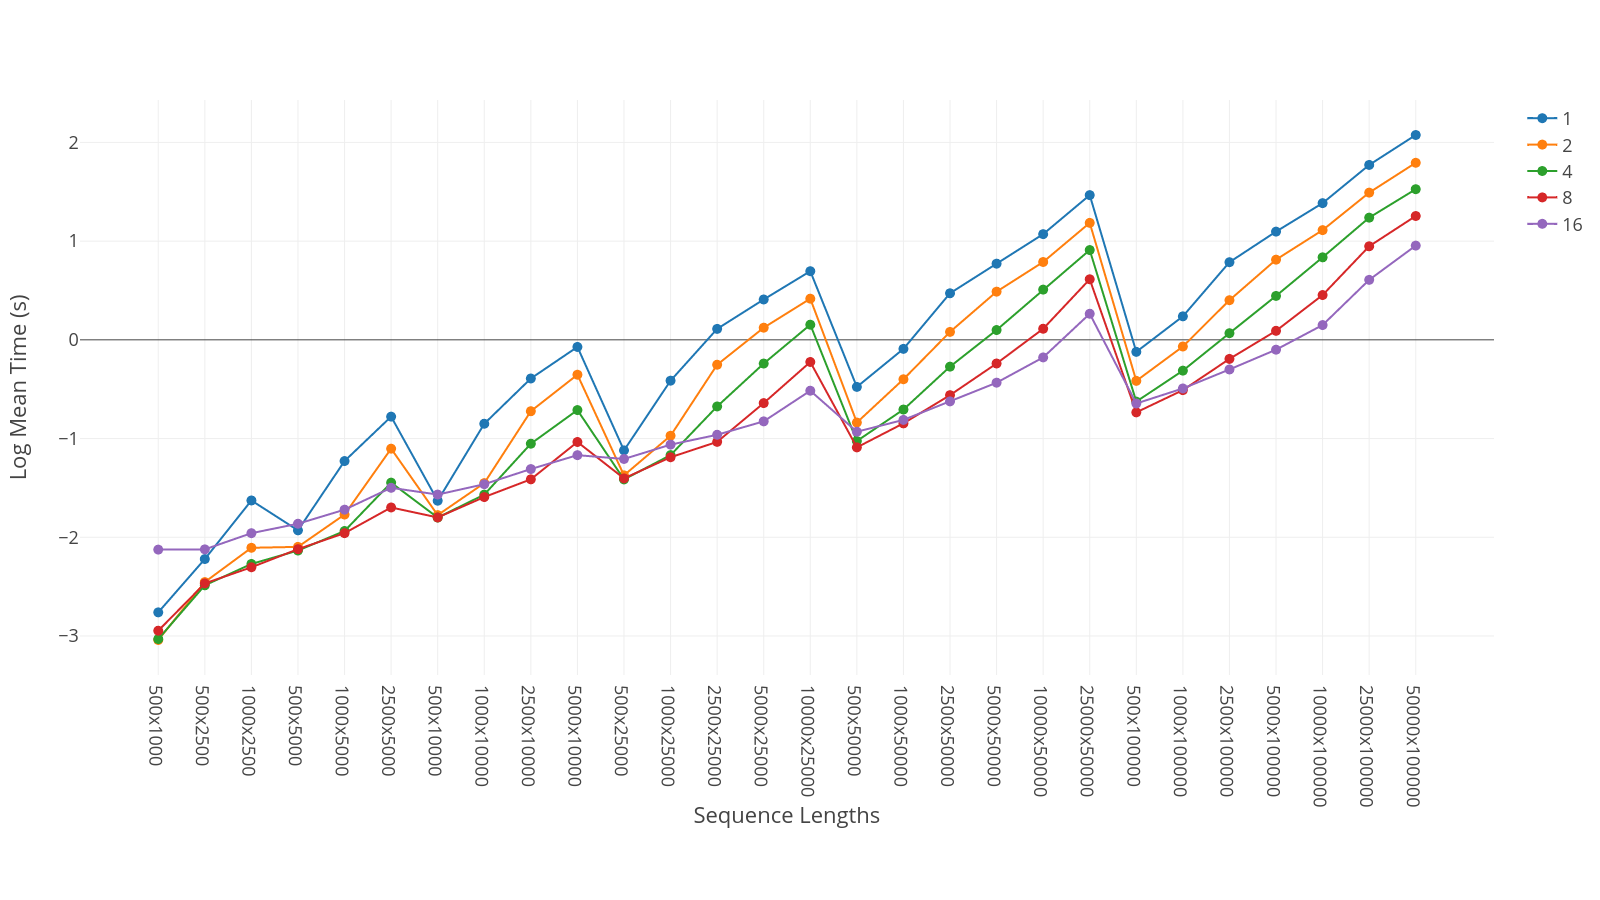 Log Mean Time (s)
2
1
0
−1
−2
−3
500x1000
500x2500
1000x2500
500x5000
1000x5000
2500x5000
500x10000
1000x10000
2500x10000
5000x10000
500x25000
1000x25000
2500x25000
5000x25000
10000x25000
500x50000
1000x50000
2500x50000
5000x50000
10000x50000
25000x50000
500x100000
1000x100000
2500x100000
5000x100000
10000x100000
25000x100000
50000x100000
Sequence Lengths
1
2
4
8
16